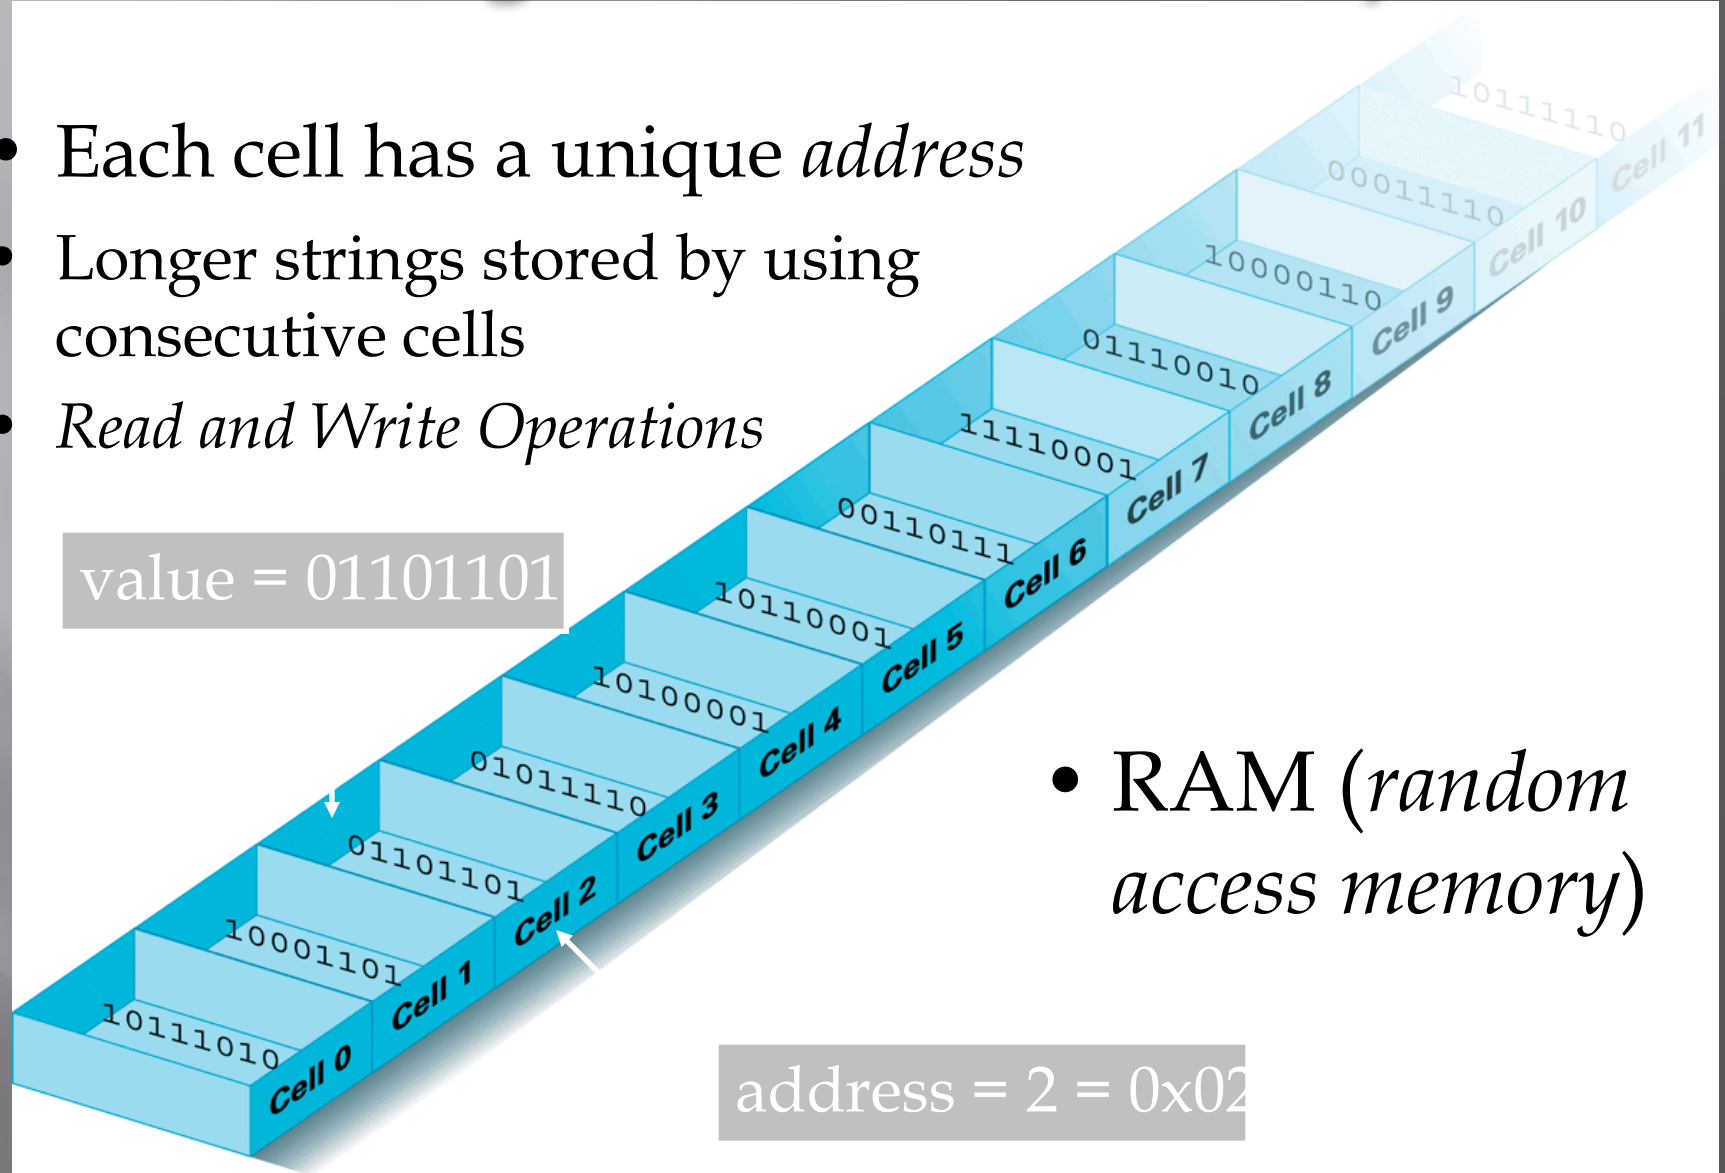 • Each cell has a unique address
• Longer strings stored by using
consecutive cells
• Read and Write Operations
value = 01101101
10111110
Cell 11
00011110
Cell 10
10000110
Cell 9
01110010
Cell 8
11110001
Cell 7
00110111
Cell 6
10110001
Cell 5
10100001
Cell 4
01011110
Cell 3
01101101
Cell 2
10001101
Cell 1
10111010
Cell 0
• RAM (random
access memory)
address = 2 = 0x02